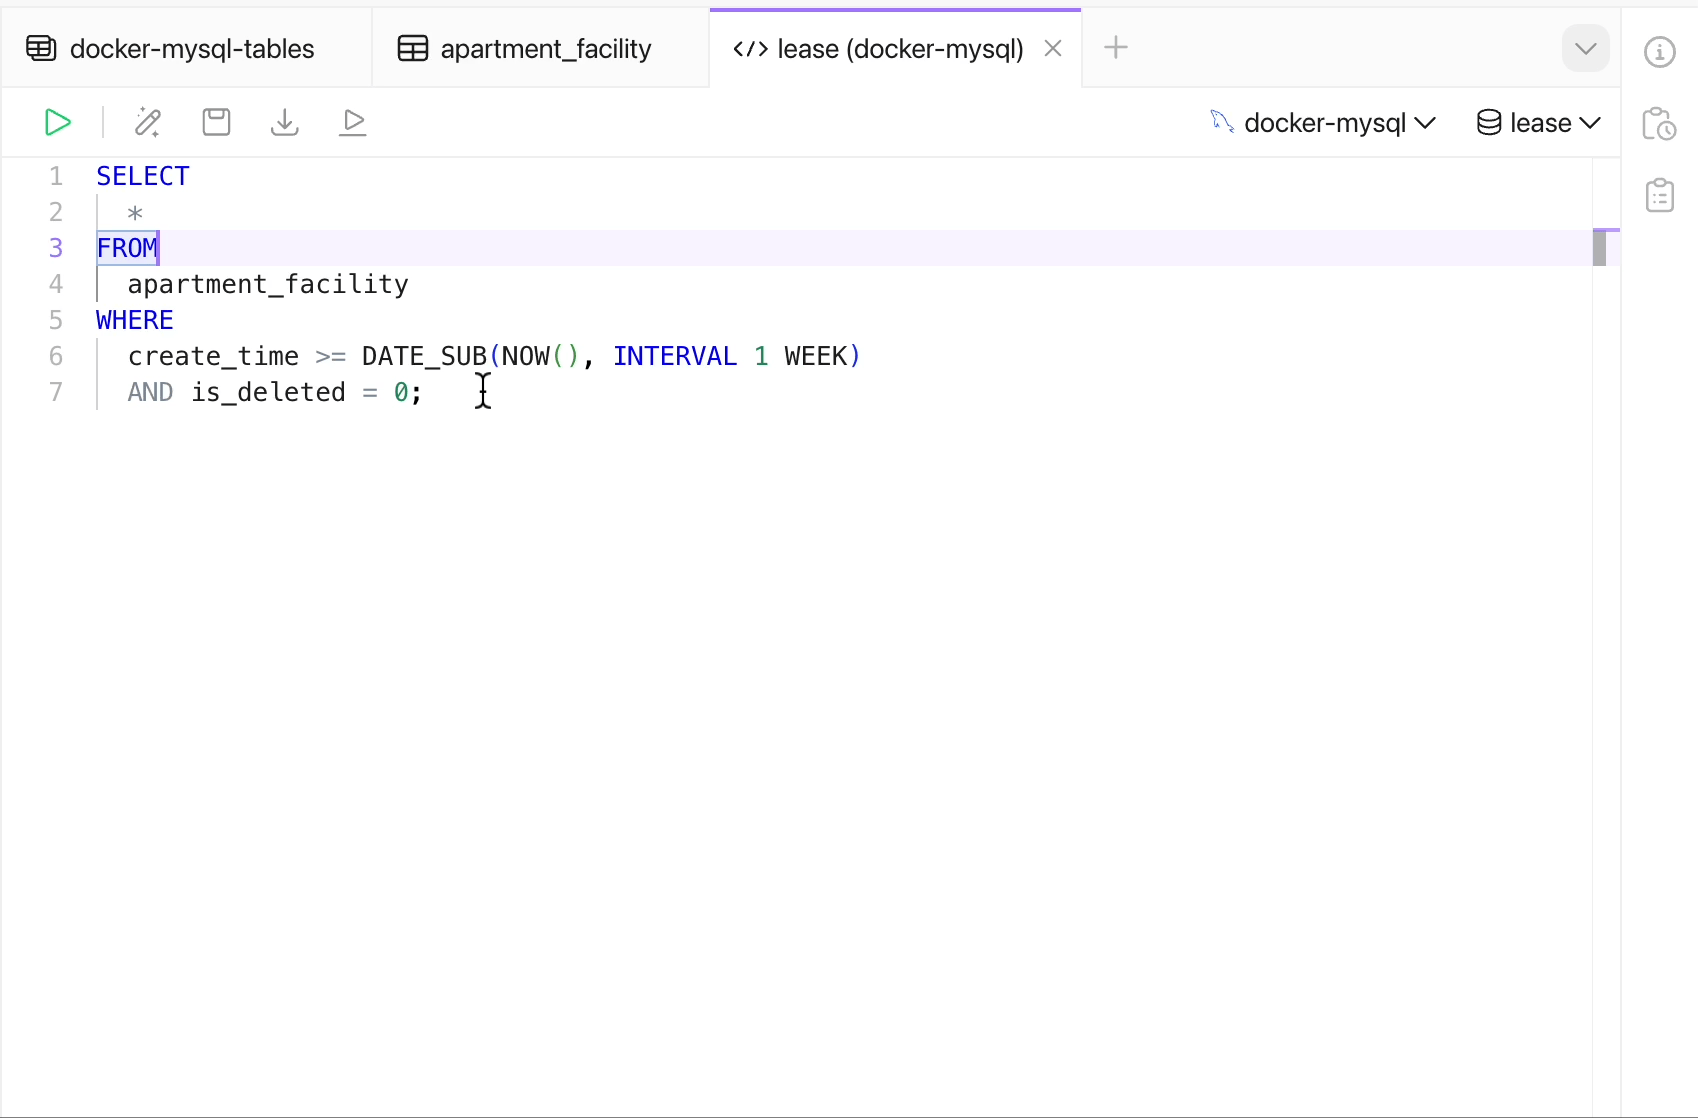 docker-mysql-tables apartment_facility </> lease (docker-mysql)
docker-mysql lease
1 SELECT
2 *
3 FROM
4 apartment_facility
5 WHERE
6 create_time >= DATE_SUB(NOW(), INTERVAL 1 WEEK)
7 AND is_deleted = 0;